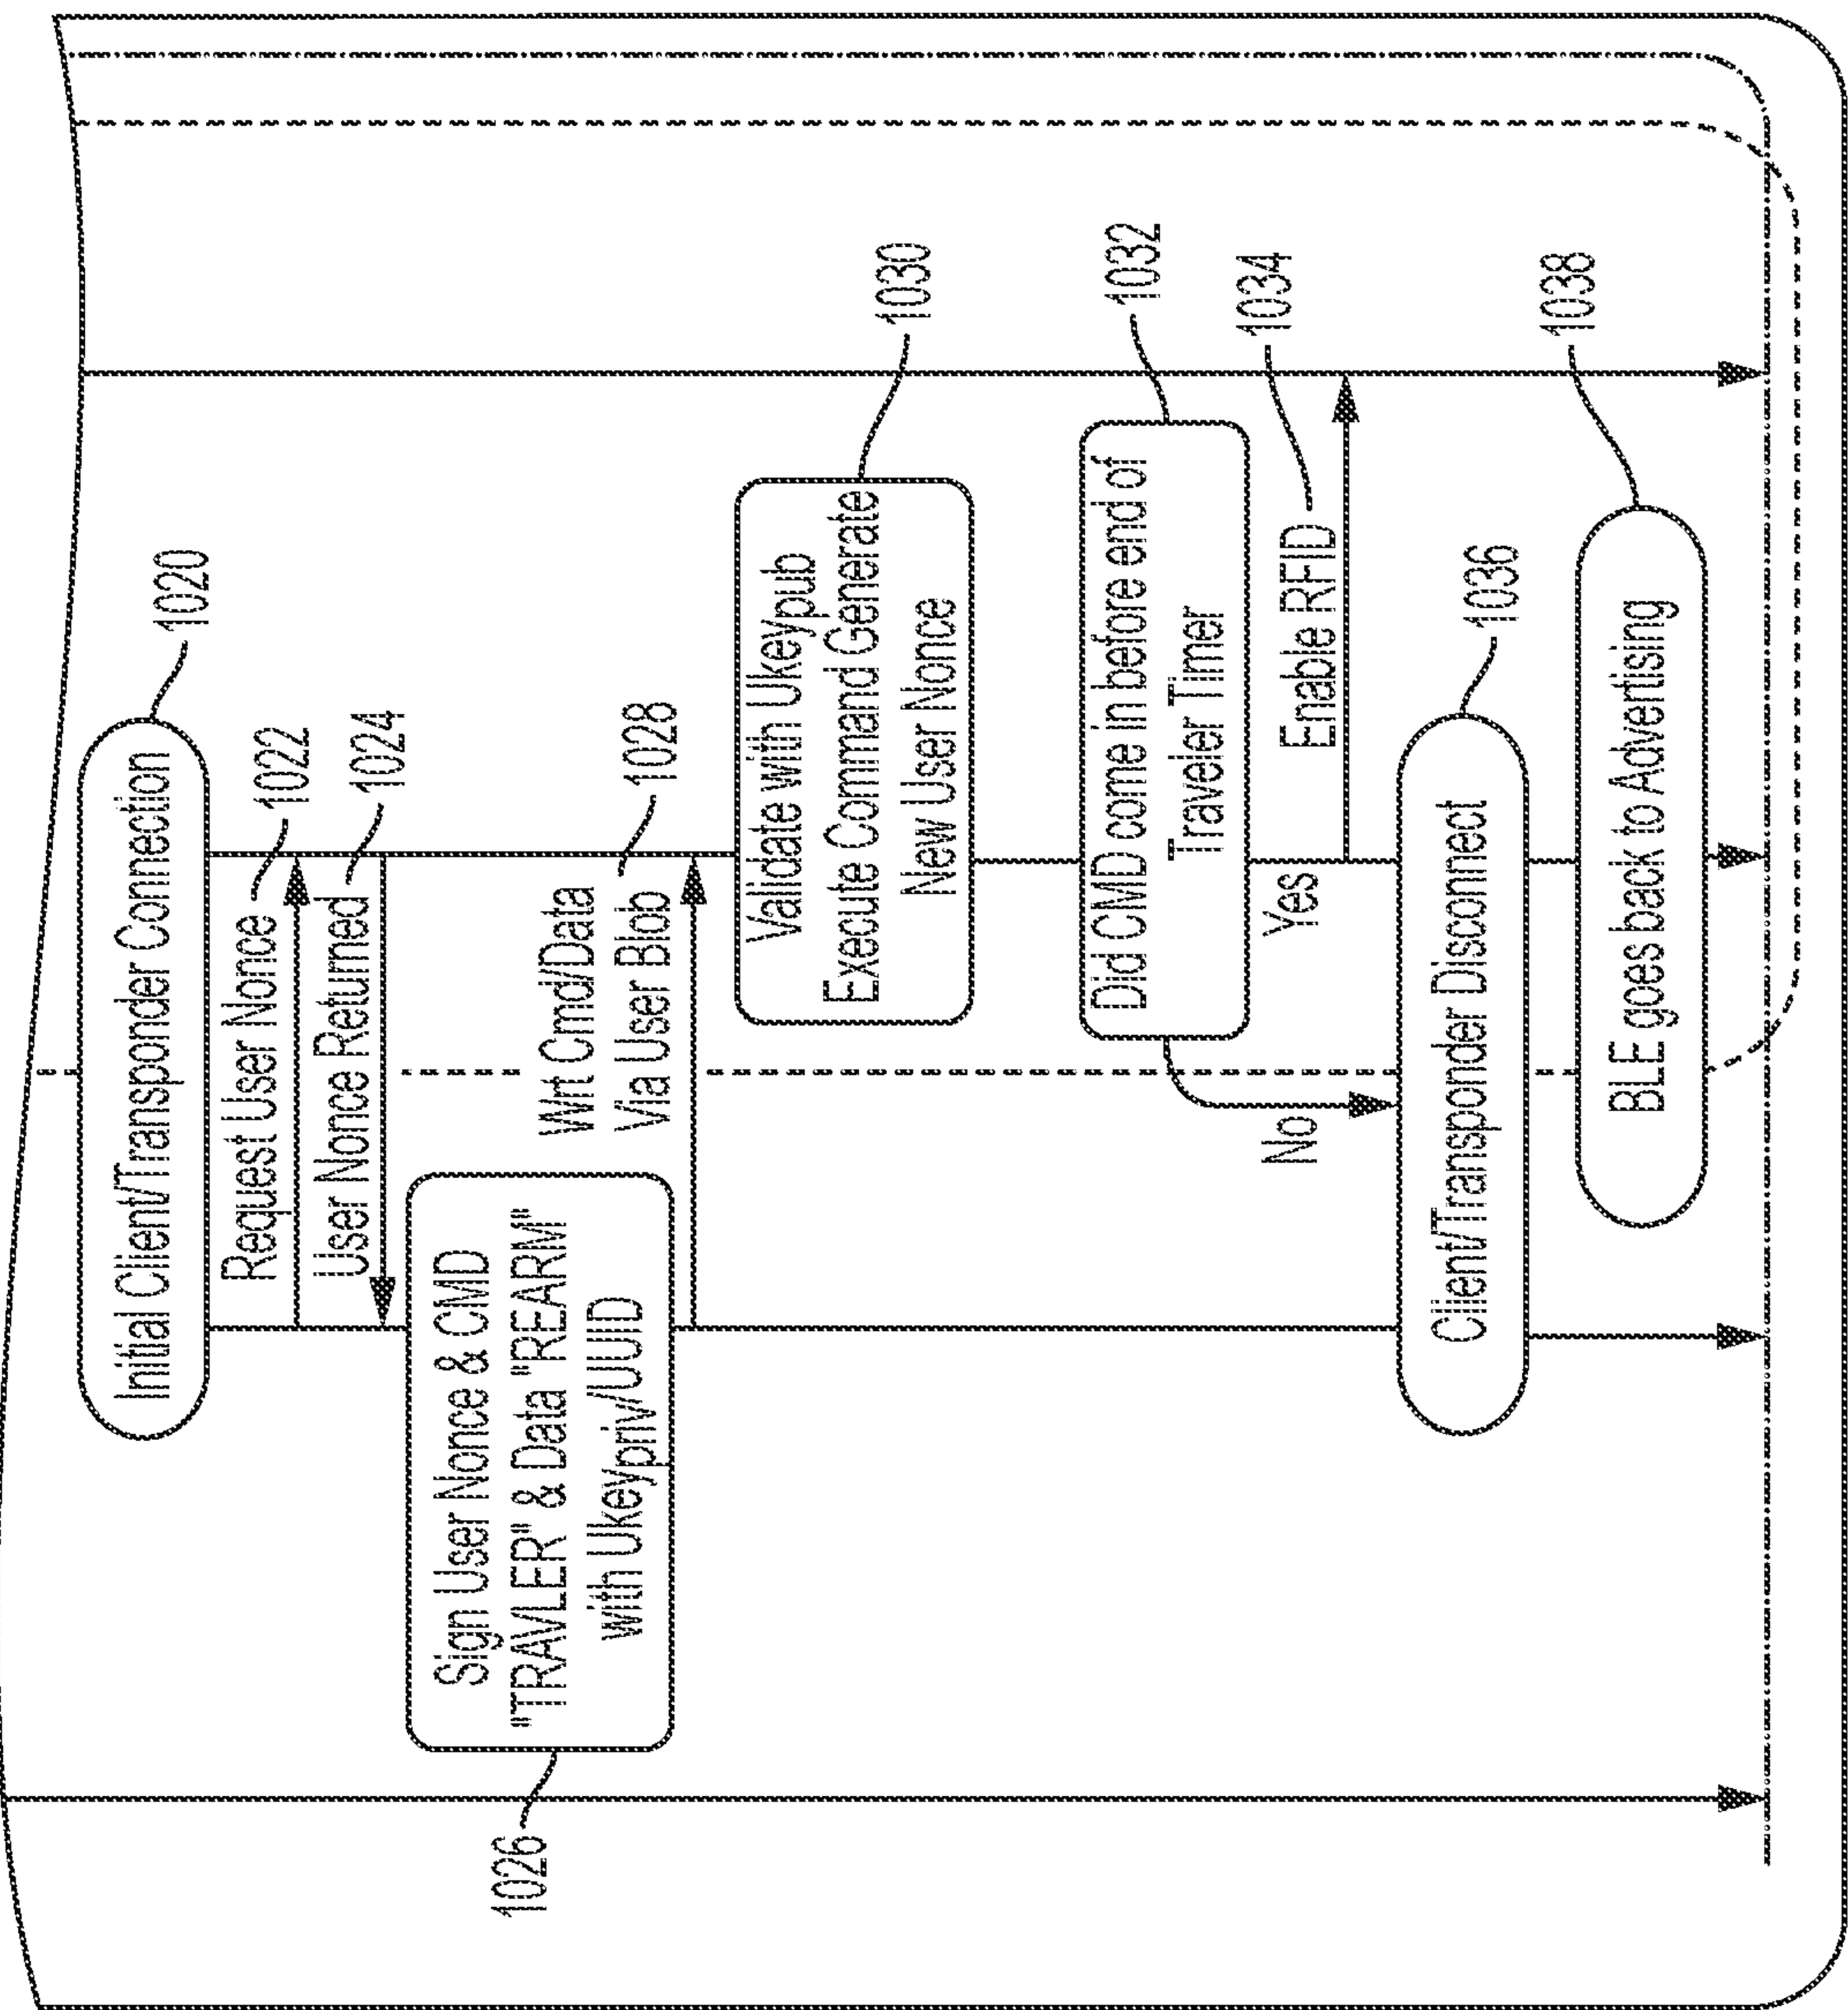 Initial Client/Transponder Connection
1020
Request User Nonce
1022
User Nonce Returned
1024
Sign User Nonce & CMD
"TRAVLER" & Data "REARM"
with Ukeypriv/UUID
1026
Wrt Cmd/Data
Via User Blob
1028
Validate with Ukeypub
Execute Command Generate
New User Nonce
1030
Did CMD come in before end of
Traveler Timer
1032
No
Yes
Enable RFID
1034
Client/Transponder Disconnect
1036
BLE goes back to Advertising
1038